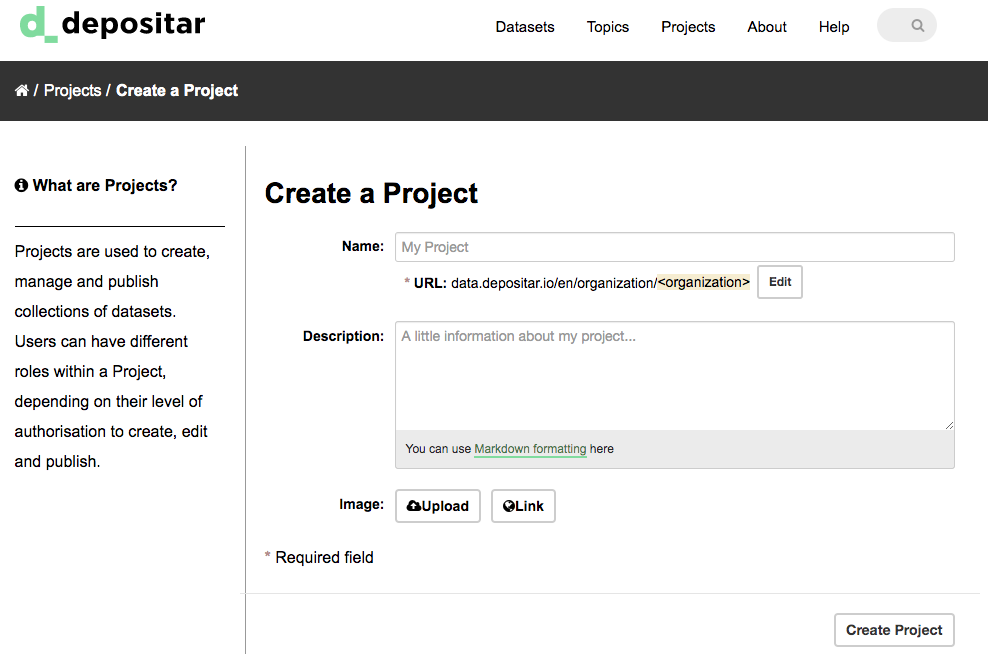 d_ depositar
Datasets Topics Projects About Help
/ Projects / Create a Project
What are Projects?
Projects are used to create,
manage and publish
collections of datasets.
Users can have different
roles within a Project,
depending on their level of
authorisation to create, edit
and publish.
Create a Project
Name: My Project
* URL: data.depositar.io/en/organization/<organization> Edit
Description: A little information about my project...
You can use Markdown formatting here
Image: Upload Link
* Required field
Create Project